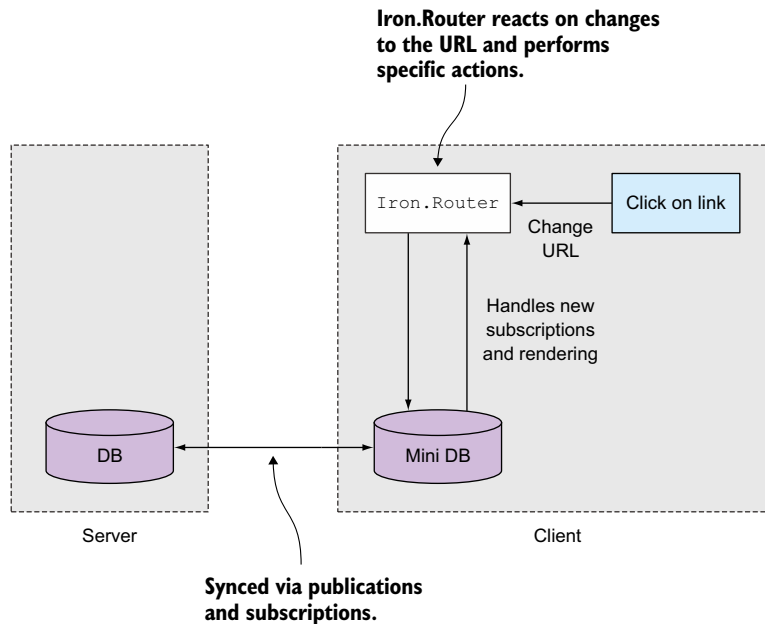 Iron.Router reacts on changes
to the URL and performs
specific actions.
Iron.Router
Click on link
Change
URL
Handles new
subscriptions
and rendering
DB
Mini DB
Server
Client
Synced via publications
and subscriptions.